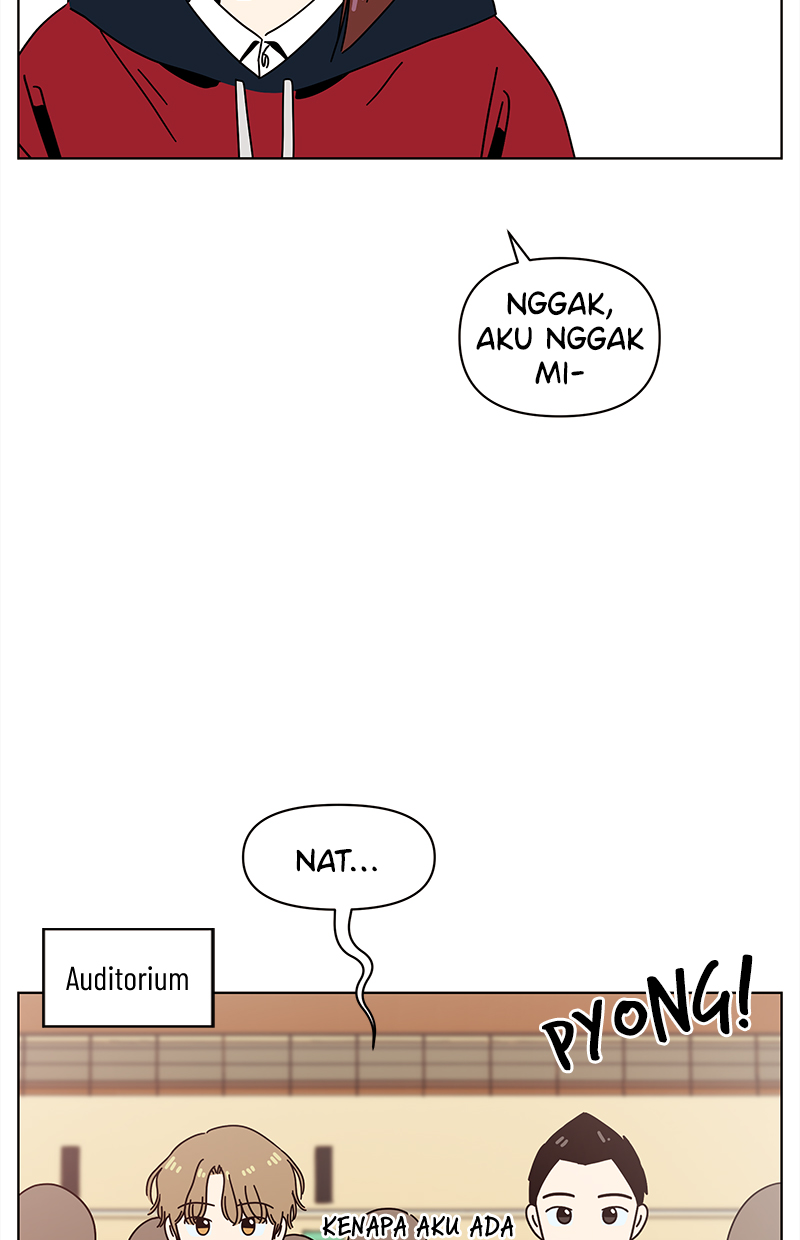 NGGAK,
AKU NGGAK
MI-
NAT...
Auditorium
PYONG!
KENAPA AKU ADA